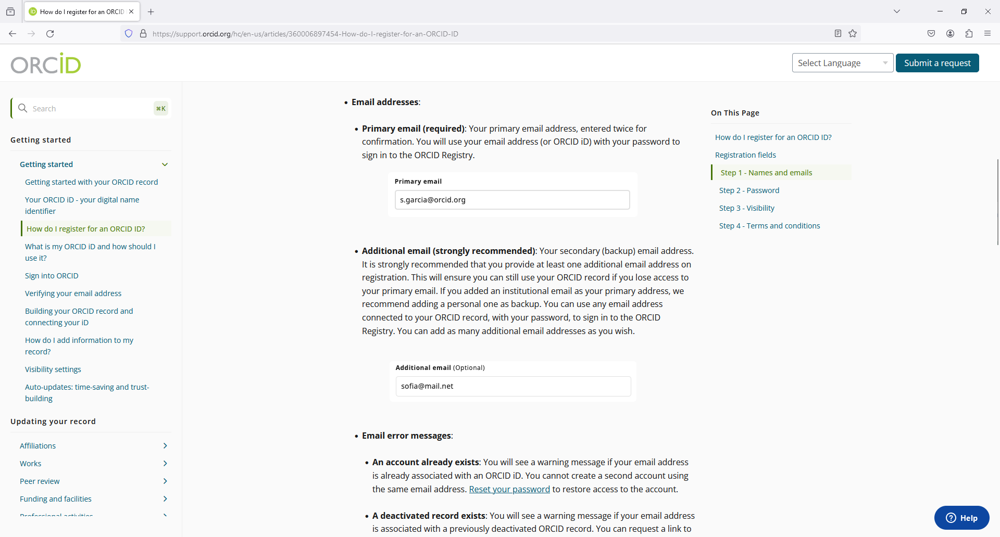 How do I register for an ORCID
https://support.orcid.org/hc/en-us/articles/360006897454-How-do-I-register-for-an-ORCID-ID
ORCiD
Select Language
Submit a request
Search
⌘K
Getting started
Getting started
Getting started with your ORCID record
Your ORCID iD - your digital name
identifier
How do I register for an ORCID ID?
What is my ORCID iD and how should I
use it?
Sign into ORCID
Verifying your email address
Building your ORCID record and
connecting your iD
How do I add information to my
record?
Visibility settings
Auto-updates: time-saving and trust-
building
Updating your record
Affiliations
Works
Peer review
Funding and facilities
Professional activities
• Email addresses:
• Primary email (required): Your primary email address, entered twice for
confirmation. You will use your email address (or ORCID iD) with your password to
sign in to the ORCID Registry.
Primary email
s.garcia@orcid.org
• Additional email (strongly recommended): Your secondary (backup) email address.
It is strongly recommended that you provide at least one additional email address on
registration. This will ensure you can still use your ORCID record if you lose access to
your primary email. If you added an institutional email as your primary address, we
recommend adding a personal one as backup. You can use any email address
connected to your ORCID record, with your password, to sign in to the ORCID
Registry. You can add as many additional email addresses as you wish.
Additional email (Optional)
sofia@mail.net
• Email error messages:
• An account already exists: You will see a warning message if your email address
is already associated with an ORCID iD. You cannot create a second account using
the same email address. Reset your password to restore access to the account.
• A deactivated record exists: You will see a warning message if your email address
is associated with a previously deactivated ORCID record. You can request a link to
On This Page
How do I register for an ORCID ID?
Registration fields
Step 1 - Names and emails
Step 2 - Password
Step 3 - Visibility
Step 4 - Terms and conditions
Help